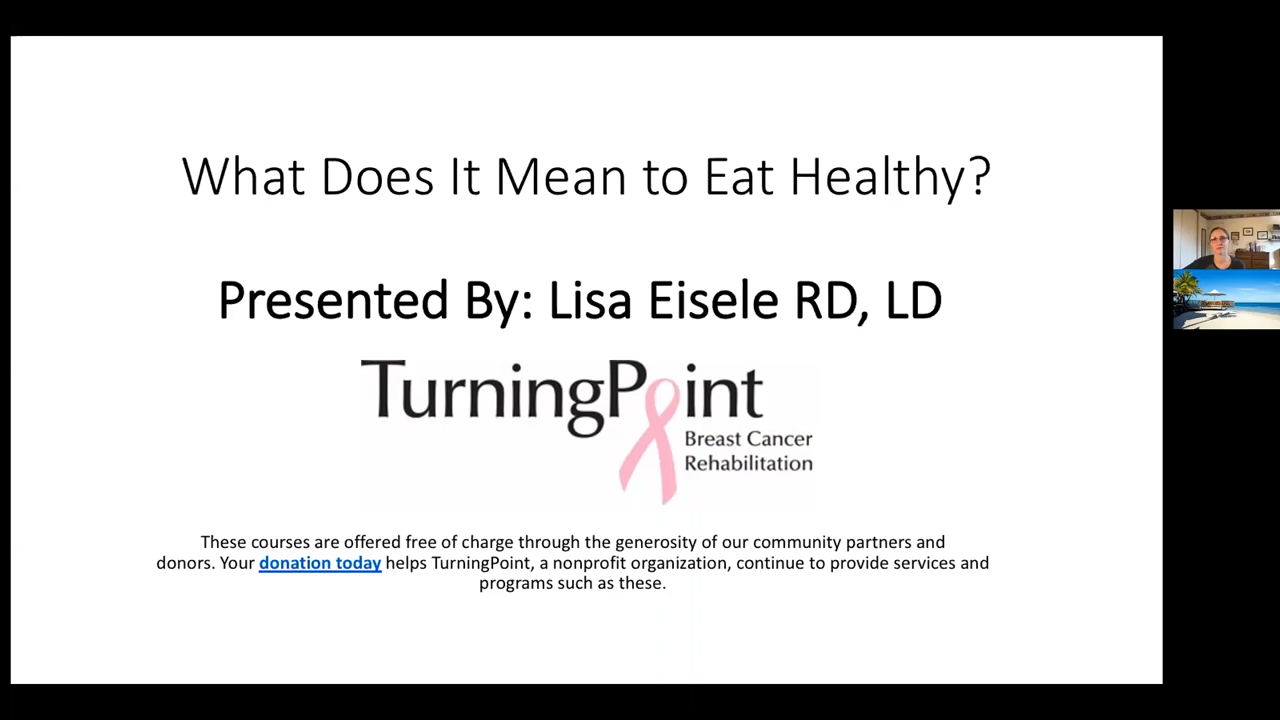 What Does It Mean to Eat Healthy?
Presented By: Lisa Eisele RD, LD
TurningPoint
Breast Cancer
Rehabilitation
These courses are offered free of charge through the generosity of our community partners and
donors. Your donation today helps TurningPoint, a nonprofit organization, continue to provide services and
programs such as these.